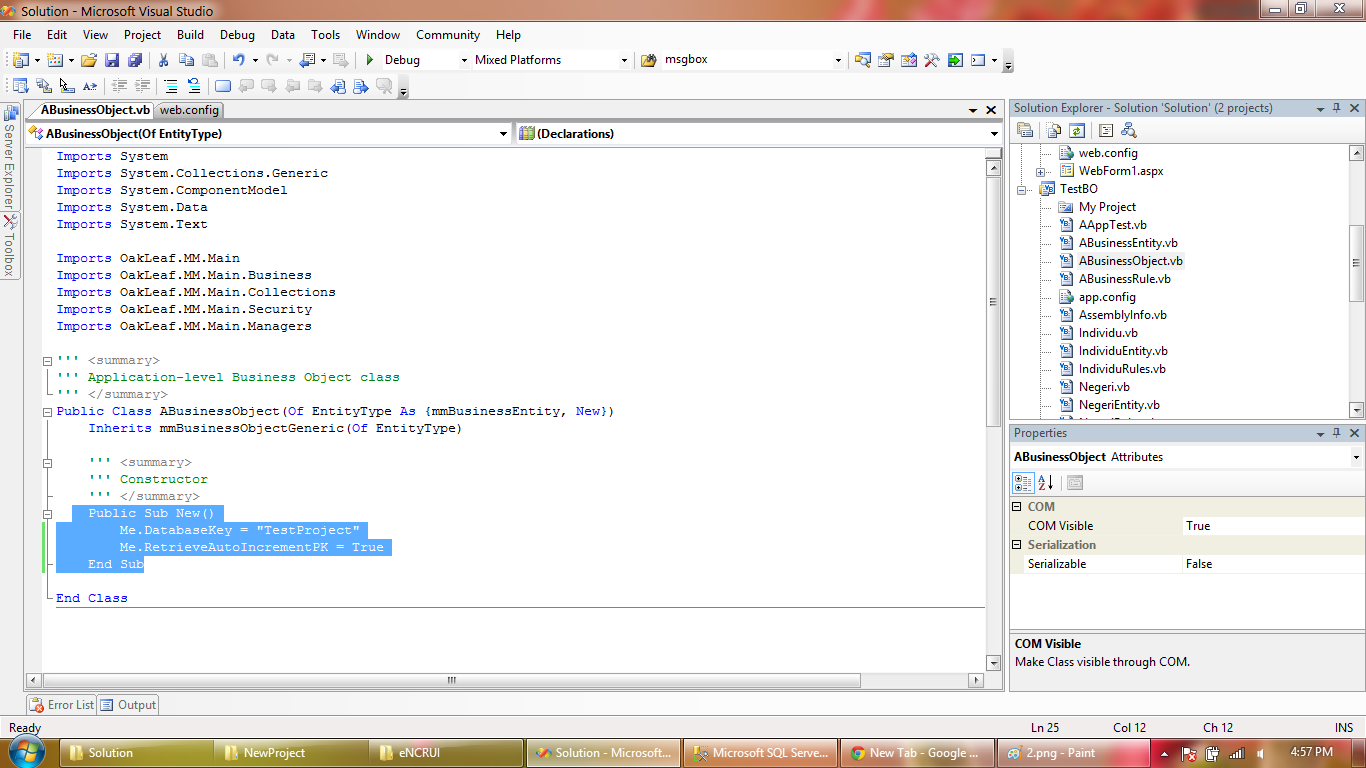 Solution - Microsoft Visual Studio
File Edit View Project Build Debug Data Tools Window Community Help
Debug Mixed Platforms msgbox
ABusinessObject.vb web.config
ABusinessObject(Of EntityType) (Declarations)
Server Explorer
Toolbox
Imports System
Imports System.Collections.Generic
Imports System.ComponentModel
Imports System.Data
Imports System.Text
Imports OakLeaf.MM.Main
Imports OakLeaf.MM.Main.Business
Imports OakLeaf.MM.Main.Collections
Imports OakLeaf.MM.Main.Security
Imports OakLeaf.MM.Main.Managers
''' <summary>
''' Application-level Business Object class
''' </summary>
Public Class ABusinessObject(Of EntityType As {mmBusinessEntity, New})
Inherits mmBusinessObjectGeneric(Of EntityType)
''' <summary>
''' Constructor
''' </summary>
Public Sub New()
Me.DatabaseKey = "TestProject"
Me.RetrieveAutoIncrementPK = True
End Sub
End Class
Solution Explorer - Solution 'Solution' (2 projects)
web.config
WebForm1.aspx
TestBO
My Project
AAppTest.vb
ABusinessEntity.vb
ABusinessObject.vb
ABusinessRule.vb
app.config
AssemblyInfo.vb
Individu.vb
IndividuEntity.vb
IndividuRules.vb
Negeri.vb
NegeriEntity.vb
Properties
ABusinessObject Attributes
COM
COM Visible True
Serialization
Serializable False
COM Visible
Make Class visible through COM.
Error List Output
Ready Ln 25 Col 12 Ch 12 INS
Solution NewProject eNCRUI Solution - Microsoft... Microsoft SQL Serve... New Tab - Google ... 2.png - Paint 4:57 PM